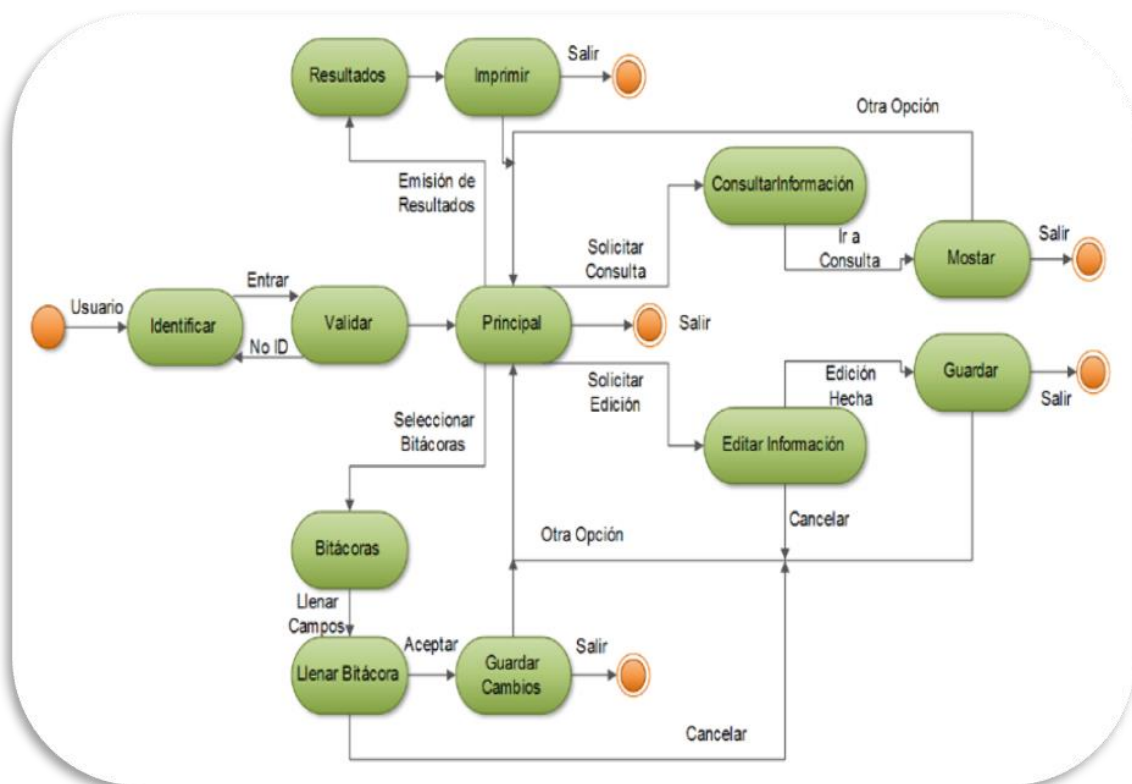 Resultados
Imprimir
Salir
Otra Opción
Emisión de
Resultados
ConsultarInformación
Solicitar
Consulta
Ir a
Consulta
Mostar
Salir
Usuario
Identificar
Entrar
No ID
Validar
Principal
Salir
Solicitar
Edición
Edición
Hecha
Guardar
Salir
Seleccionar
Bitácoras
Editar Información
Cancelar
Otra Opción
Bitácoras
Llenar
Campos
Llenar Bitácora
Aceptar
Guardar
Cambios
Salir
Cancelar